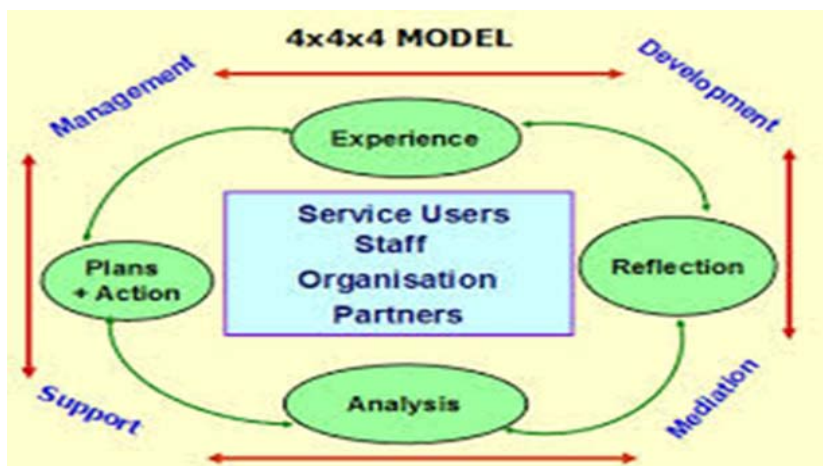 4x4x4 MODEL
Management
Development
Experience
Service Users
Staff
Organisation
Partners
Plans
+ Action
Reflection
Analysis
Support
Mediation